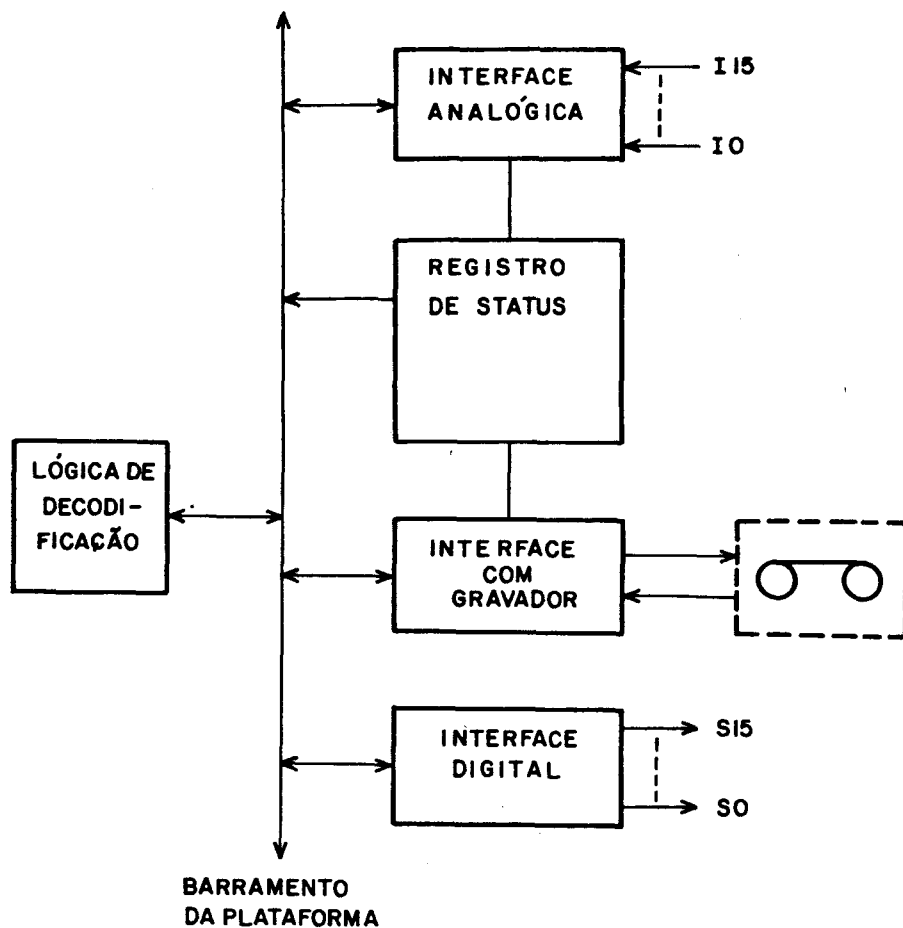 INTERFACE
ANALÓGICA
I15
I0
REGISTRO
DE STATUS
LÓGICA DE
DECODI-
FICAÇÃO
INTERFACE
COM
GRAVADOR
INTERFACE
DIGITAL
S15
S0
BARRAMENTO
DA PLATAFORMA